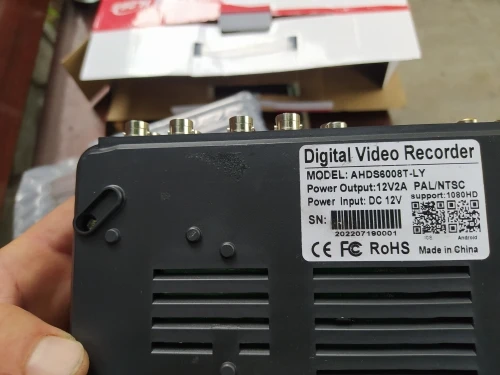 Digital Video Recorder
MODEL: AHDS6008T-LY
Power Output:12V2A PAL/NTSC
Power Input: DC 12V support:1080HD
SN:
202207190001
iOS Android
CE FC RoHS Made in China